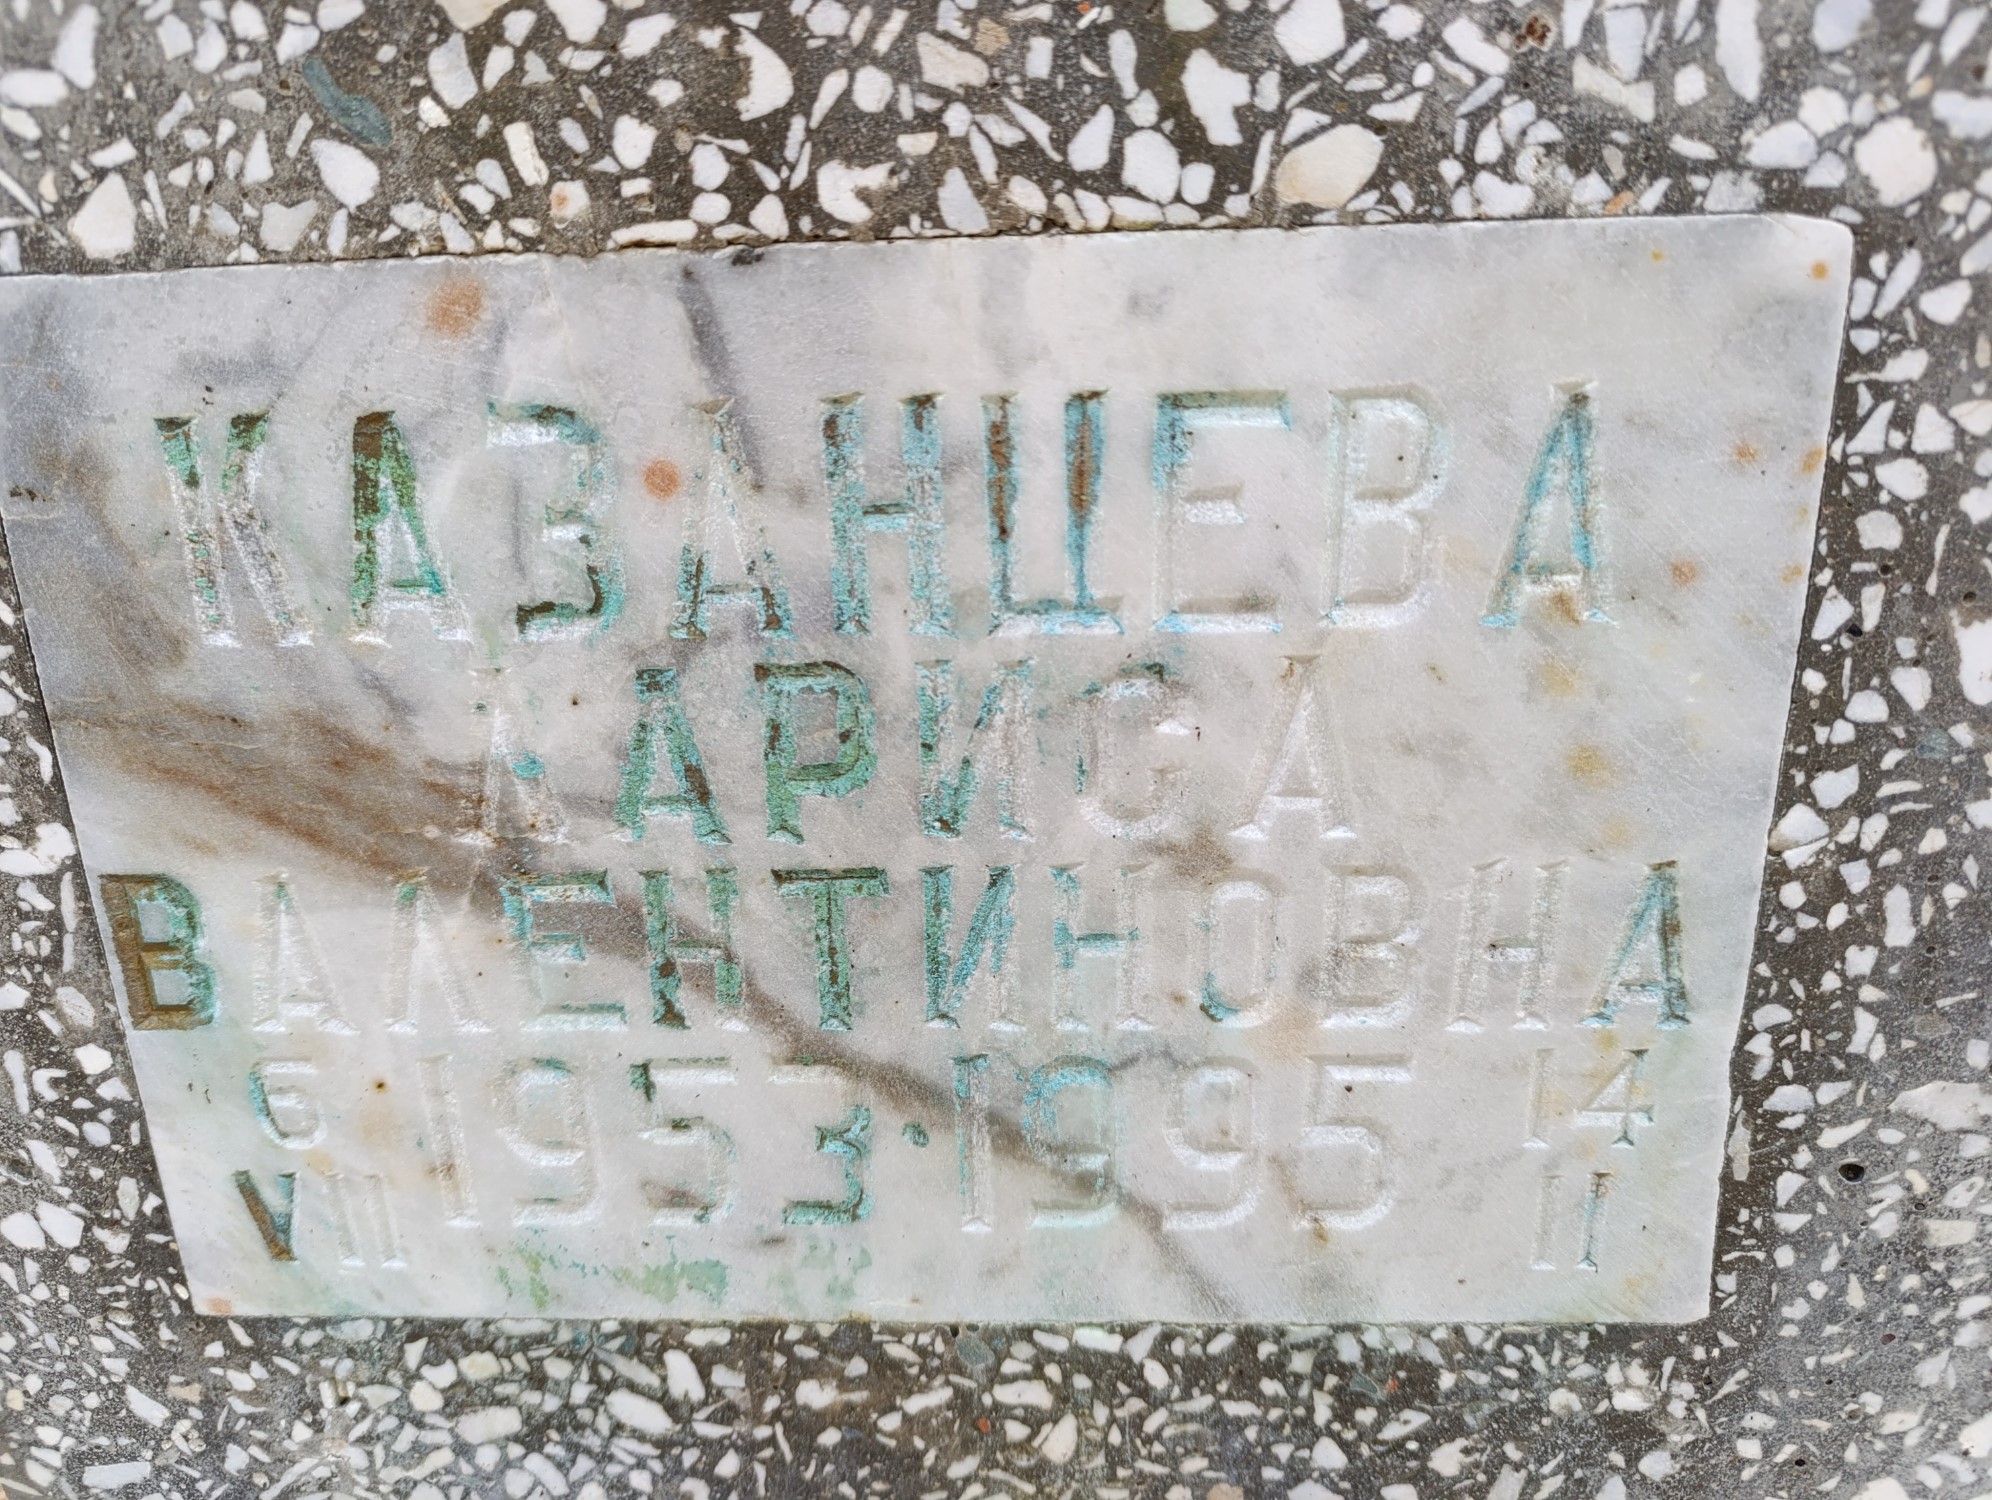 КАЗАНЦЕВА
ЛАРИСА
ВАЛЕНТИНОВНА
6 1953 · 1995 14
VII II